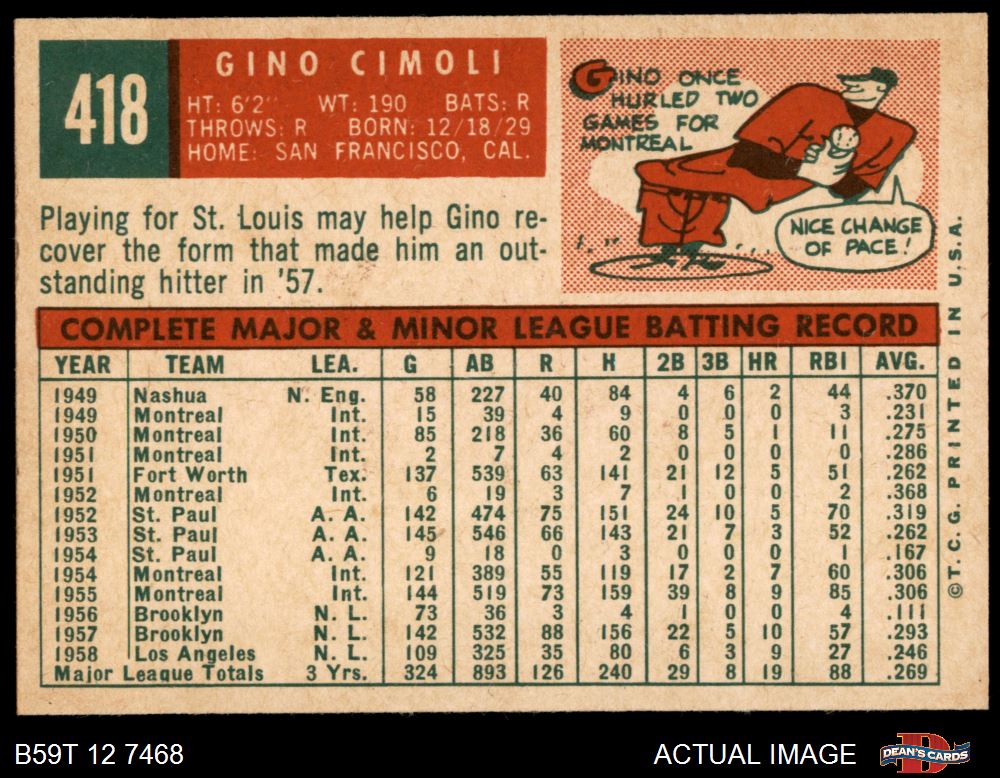 418
GINO CIMOLI
HT: 6'2" WT: 190 BATS: R
THROWS: R BORN: 12/18/29
HOME: SAN FRANCISCO, CAL.
GINO ONCE
HURLED TWO
GAMES FOR
MONTREAL
NICE CHANGE
OF PACE!
Playing for St. Louis may help Gino re-
cover the form that made him an out-
standing hitter in '57.
COMPLETE MAJOR & MINOR LEAGUE BATTING RECORD
YEAR TEAM LEA. G AB R H 2B 3B HR RBI AVG.
1949 Nashua N. Eng. 58 227 40 84 4 6 2 44 .370
1949 Montreal Int. 15 39 4 9 0 0 0 3 .231
1950 Montreal Int. 85 218 36 60 8 5 1 11 .275
1951 Montreal Int. 2 7 4 2 0 0 0 0 .286
1951 Fort Worth Tex. 137 539 63 141 21 12 5 51 .262
1952 Montreal Int. 6 19 3 7 1 0 0 2 .368
1952 St. Paul A. A. 142 474 75 151 24 10 5 70 .319
1953 St. Paul A. A. 145 546 66 143 21 7 3 52 .262
1954 St. Paul A. A. 9 18 0 3 0 0 0 1 .167
1954 Montreal Int. 121 389 55 119 17 2 7 60 .306
1955 Montreal Int. 144 519 73 159 39 8 9 85 .306
1956 Brooklyn N. L. 73 36 3 4 1 0 0 4 .111
1957 Brooklyn N. L. 142 532 88 156 22 5 10 57 .293
1958 Los Angeles N. L. 109 325 35 80 6 3 9 27 .246
Major League Totals 3 Yrs. 324 893 126 240 29 8 19 88 .269
©T.C.G. PRINTED IN U.S.A.
B59T 12 7468
ACTUAL IMAGE
DEAN'S CARDS